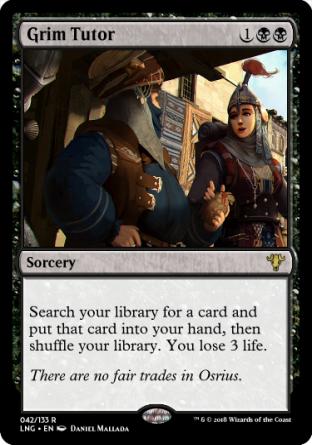 Grim Tutor 1
Sorcery
Search your library for a card and
put that card into your hand, then
shuffle your library. You lose 3 life.
There are no fair trades in Osrius.
042/133 R
LNG • EN Daniel Mallada
™ & © 2018 Wizards of the Coast